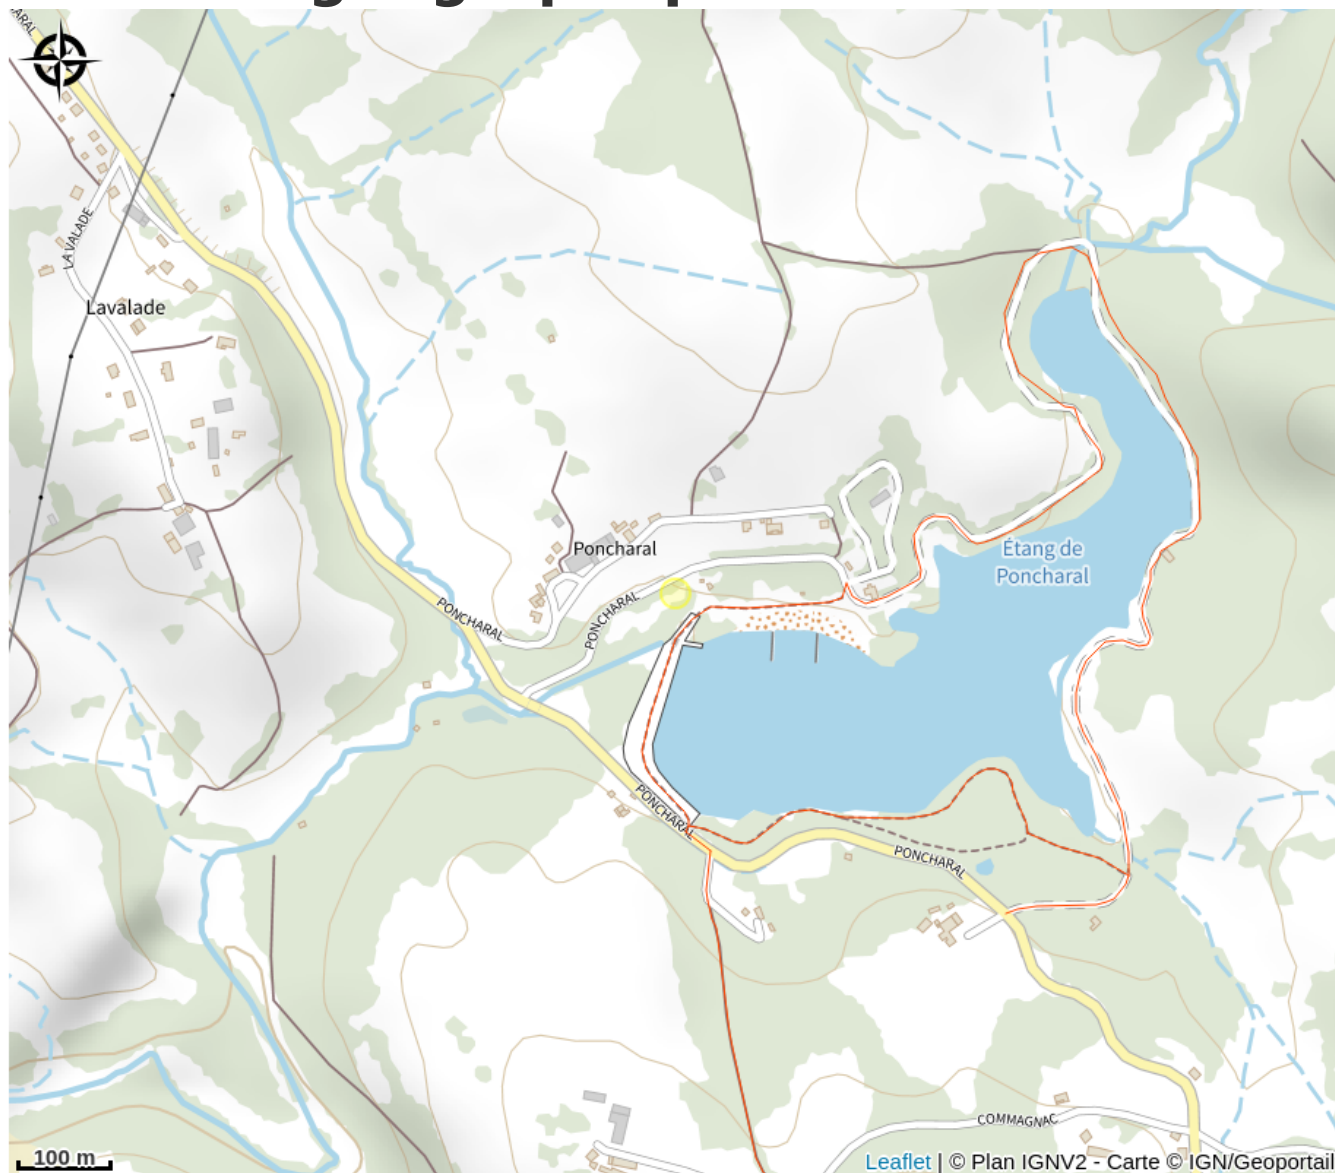 LA VALADE
Lavalade
Poncharal
Étang de
Poncharal
PONCHARAL
PONCHARAL
PONCHARAL
PONCHARAL
COMMAGNAC
100 m
Leaflet | © Plan IGNV2 - Carte © IGN/Geoportail